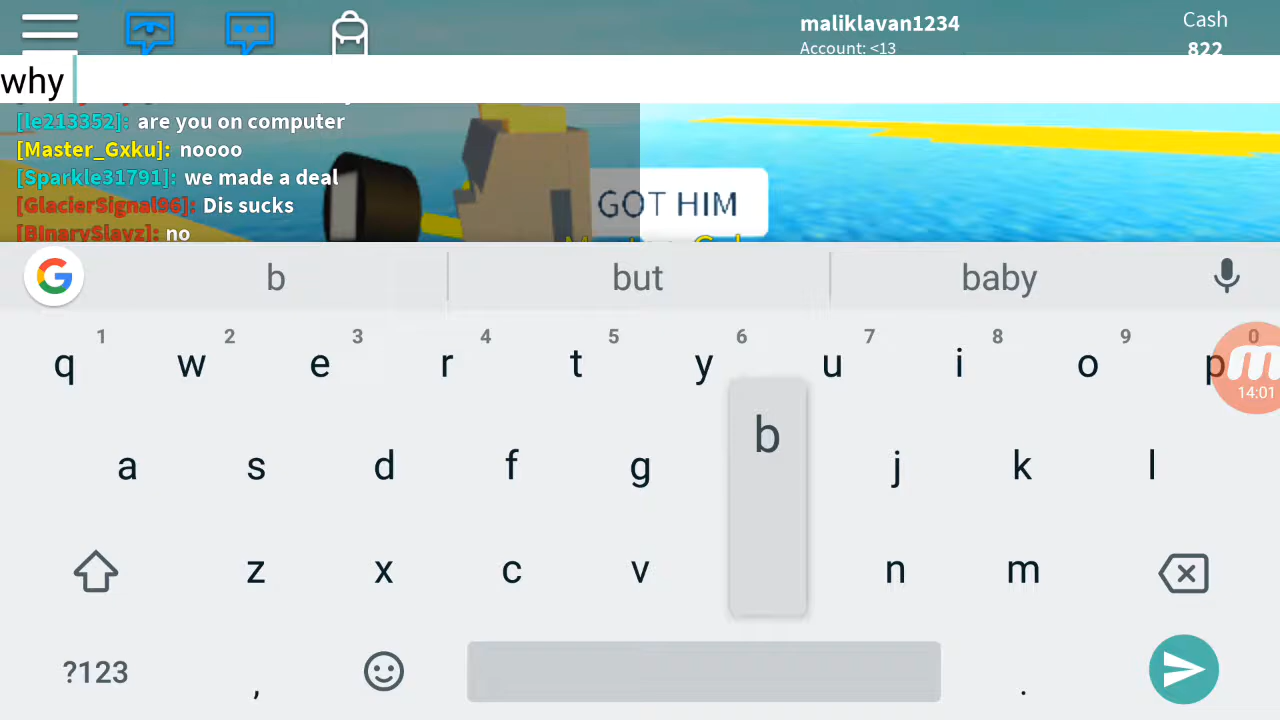 maliklavan1234
Cash
Account: <13
822
why
[le213352]: are you on computer
[Master_Gxku]: noooo
[Sparkle31791]: we made a deal
[GlacierSignal96]: Dis sucks
[BinarySlayz]: no
GOT HIM
b
but
baby
1 2 3 4 5 6 7 8 9 0
q w e r t y u i o p
14:01
b
a s d f g j k l
z x c v n m
?123 , .